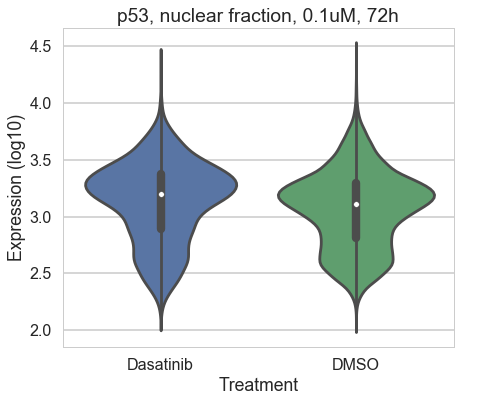 p53, nuclear fraction, 0.1uM, 72h
Expression (log10)
4.5
4.0
3.5
3.0
2.5
2.0
Dasatinib DMSO
Treatment